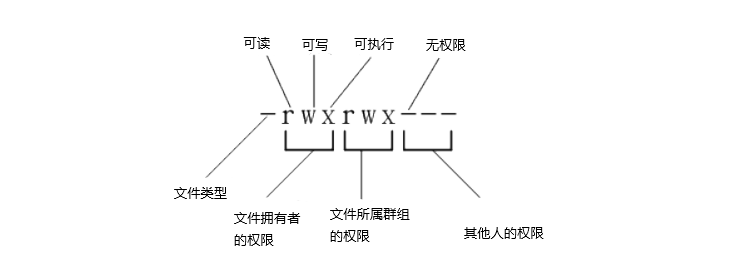 可读 可写 可执行 无权限
-rwxrwx---
文件类型
文件拥有者
的权限
文件所属群组
的权限
其他人的权限